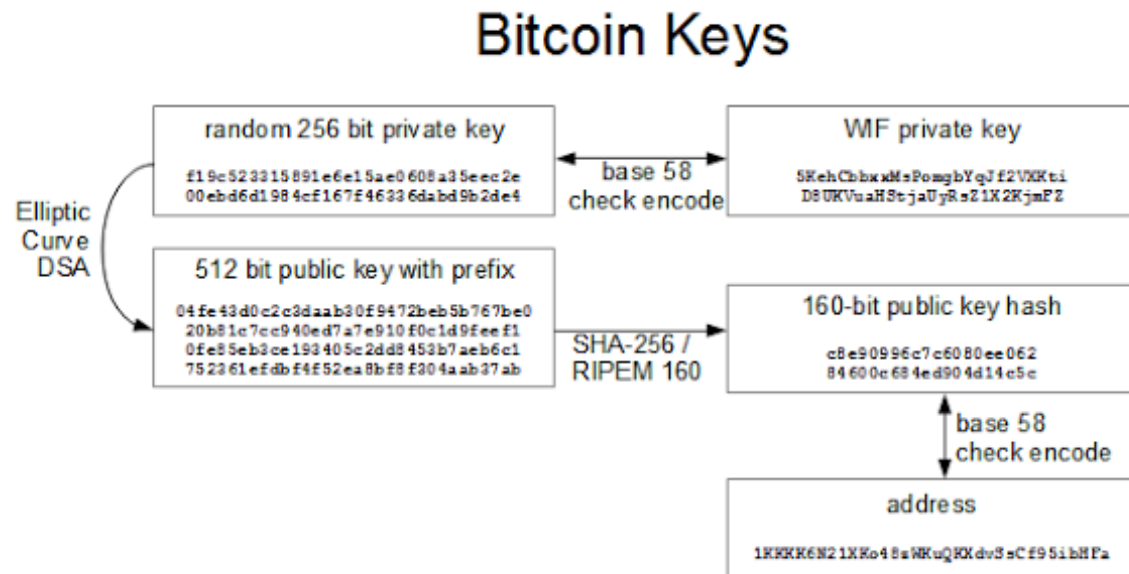 Bitcoin Keys
random 256 bit private key
f19c523315891e6e15ae0608a35eec2e
00ebd6d1984cf167f46336dabd9b2de4
base 58
check encode
WIF private key
5KehCbbxxMsPomgbYqJf2VXKti
D8UKVuaHStjaUyRsZ1X2KjmFZ
Elliptic
Curve
DSA
512 bit public key with prefix
04fe43d0c2c3daab30f9472beb5b767be0
20b81c7cc940ed7a7e910f0c1d9feef1
0fe85eb3ce193405c2dd8453b7aeb6c1
752361efdbf4f52ea8bf8f304aab37ab
SHA-256 /
RIPEM 160
160-bit public key hash
c8e90996c7c6080ee062
84600c684ed904d14c5c
base 58
check encode
address
1KKKK6N21XKo48zWKuQKXdvSsCf95ibHFa